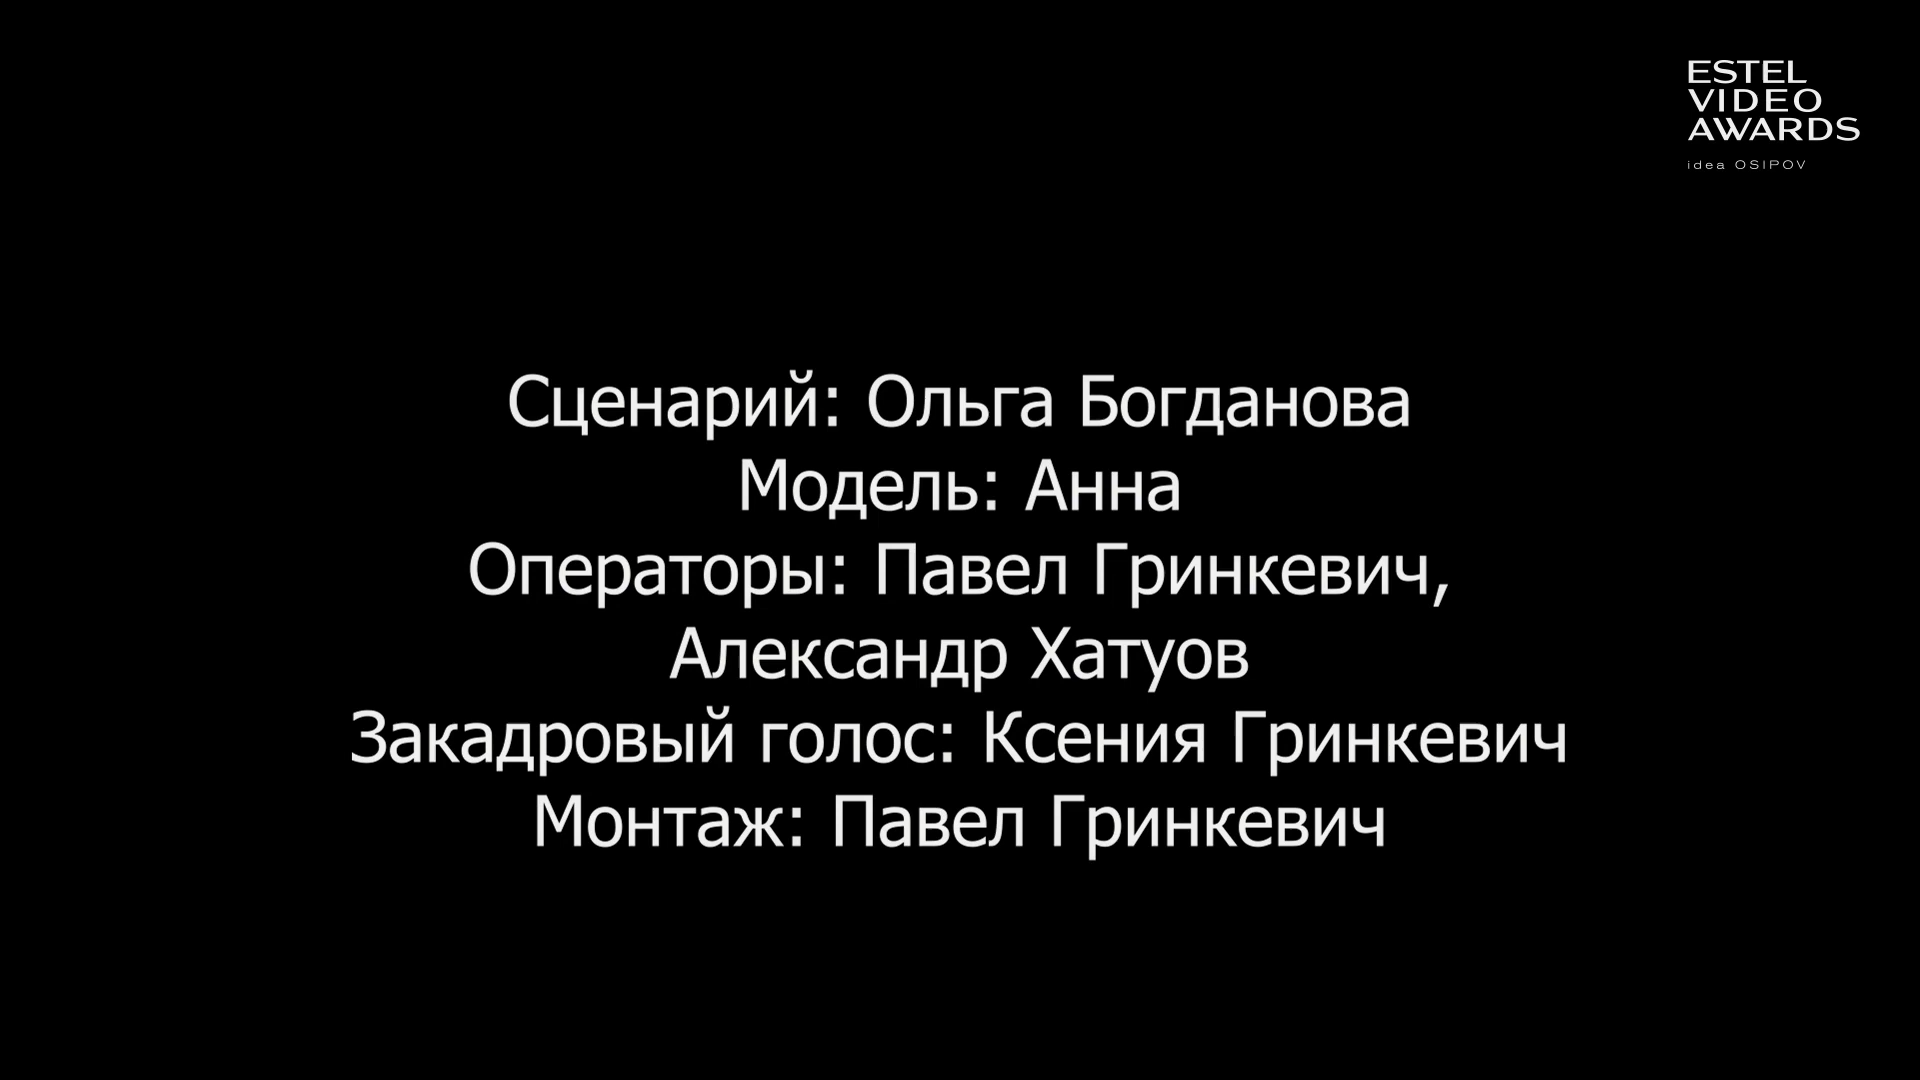 ESTEL
VIDEO
AWARDS
idea OSIPOV
Сценарий: Ольга Богданова
Модель: Анна
Операторы: Павел Гринкевич,
Александр Хатуов
Закадровый голос: Ксения Гринкевич
Монтаж: Павел Гринкевич